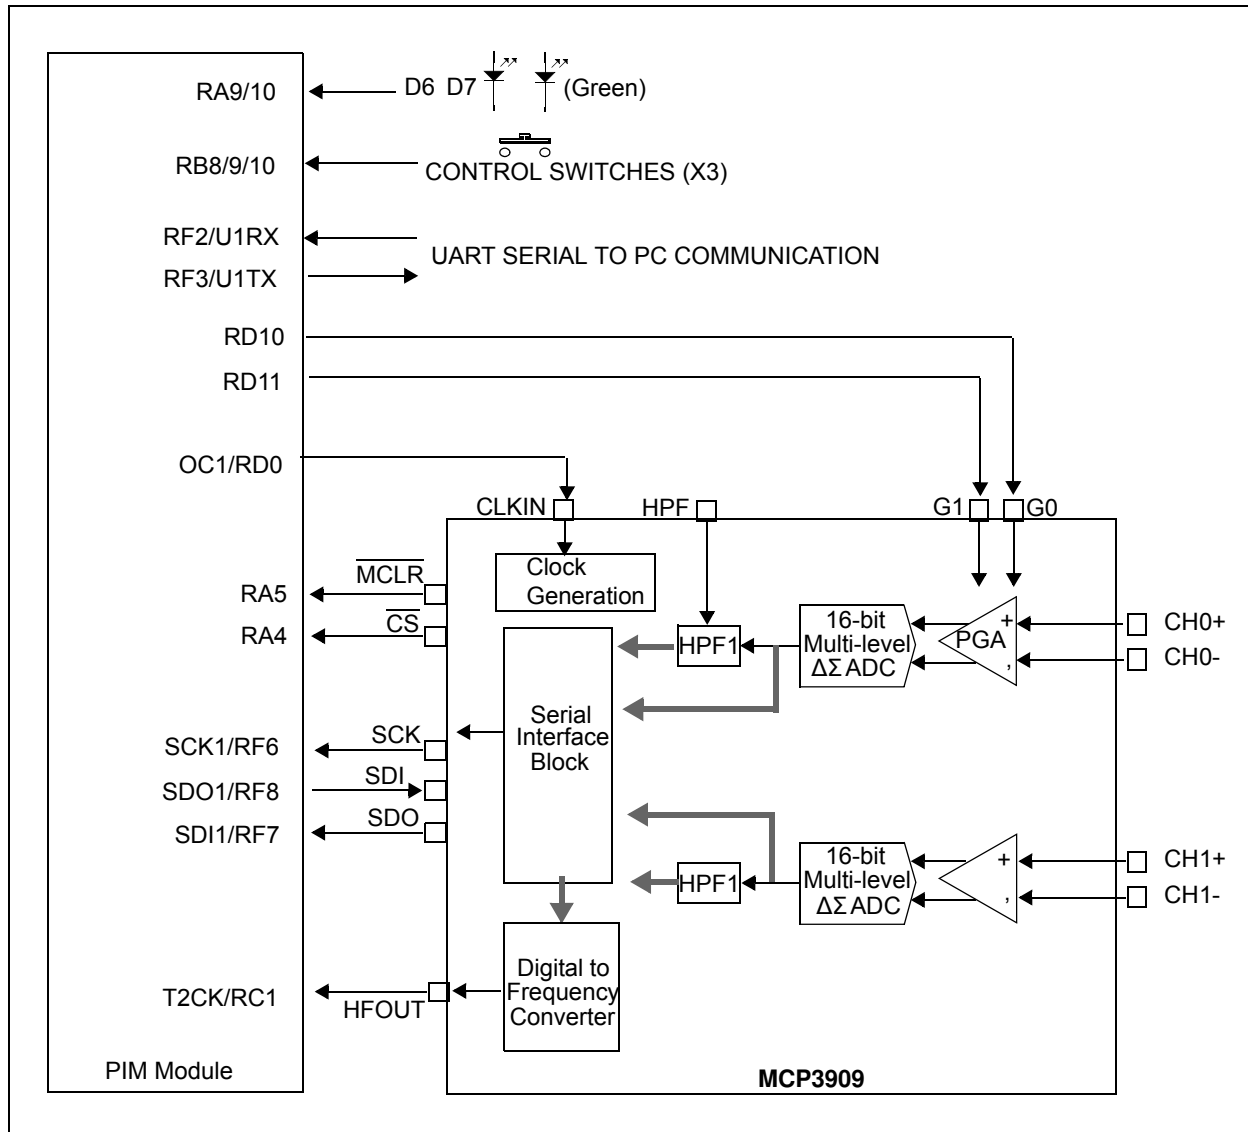 RA9/10
D6 D7
(Green)
RB8/9/10
CONTROL SWITCHES (X3)
RF2/U1RX
UART SERIAL TO PC COMMUNICATION
RF3/U1TX
RD10
RD11
OC1/RD0
CLKIN
HPF
G1
G0
MCLR
RA5
CS
RA4
Clock
Generation
HPF1
16-bit
Multi-level
ΔΣ ADC
+
PGA
,
CH0+
CH0-
Serial
Interface
Block
SCK
SCK1/RF6
SDI
SDO1/RF8
SDO
SDI1/RF7
HPF1
16-bit
Multi-level
ΔΣ ADC
+
,
CH1+
CH1-
Digital to
Frequency
Converter
T2CK/RC1
HFOUT
PIM Module
MCP3909